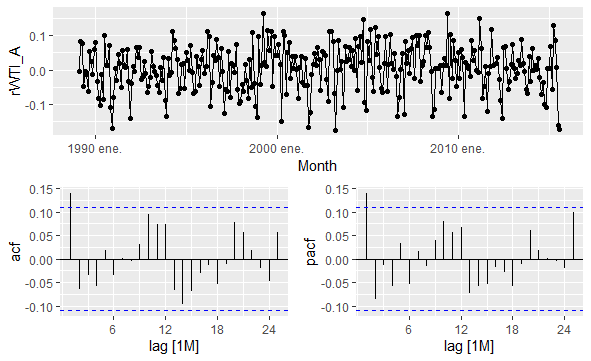 rWTI_A
0.1
0.0
-0.1
1990 ene.
2000 ene.
2010 ene.
Month
acf
0.15
0.10
0.05
0.00
-0.05
-0.10
6
12
18
24
lag [1M]
pacf
0.15
0.10
0.05
0.00
-0.05
-0.10
6
12
18
24
lag [1M]